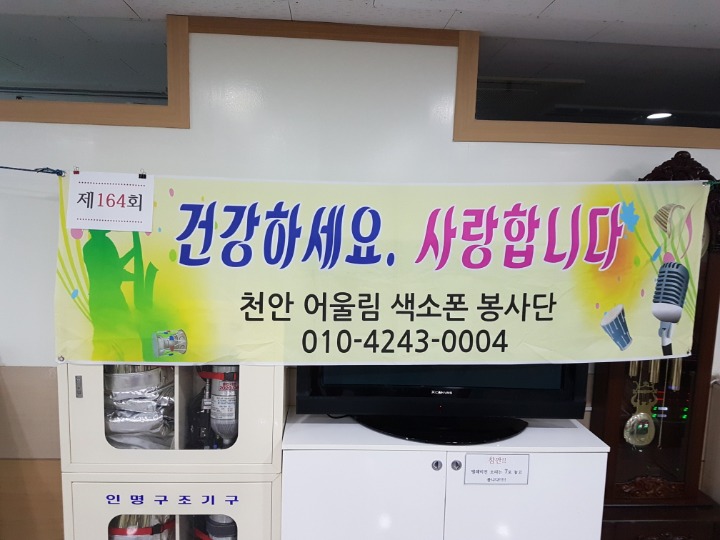 제164회
건강하세요. 사랑합니다
천안 어울림 색소폰 봉사단
010-4243-0004
인명구조기구